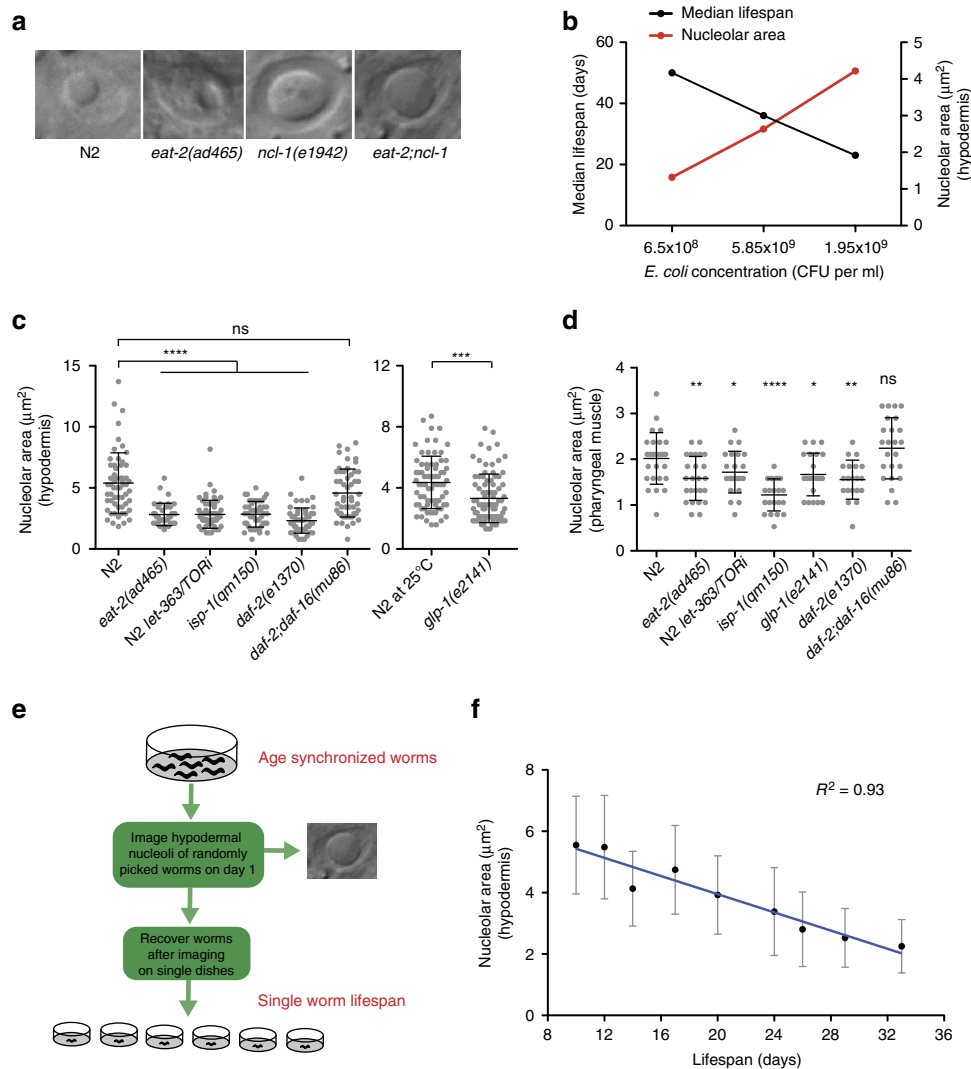 a
N2
eat-2(ad465)
ncl-1(e1942)
eat-2;ncl-1
b
Median lifespan
Nucleolar area
Median lifespan (days)
60
40
20
0
5
4
3
2
1
0
Nucleolar area (μm²)
(hypodermis)
6.5x10⁸
5.85x10⁹
1.95x10⁹
E. coli concentration (CFU per ml)
c
ns
****
Nucleolar area (μm²)
(hypodermis)
15
10
5
0
N2
eat-2(ad465)
N2 let-363/TORi
isp-1(qm150)
daf-2(e1370)
daf-2;daf-16(mu86)
***
12
8
4
0
N2 at 25°C
glp-1(e2141)
d
Nucleolar area (μm²)
(pharyngeal muscle)
4
3
2
1
0
**
*
****
*
**
ns
N2
eat-2(ad465)
N2 let-363/TORi
isp-1(qm150)
glp-1(e2141)
daf-2(e1370)
daf-2;daf-16(mu86)
e
Age synchronized worms
Image hypodermal
nucleoli of randomly
picked worms on day 1
Recover worms
after imaging
on single dishes
Single worm lifespan
f
R² = 0.93
Nucleolar area (μm²)
(hypodermis)
8
6
4
2
0
8
12
16
20
24
28
32
36
Lifespan (days)